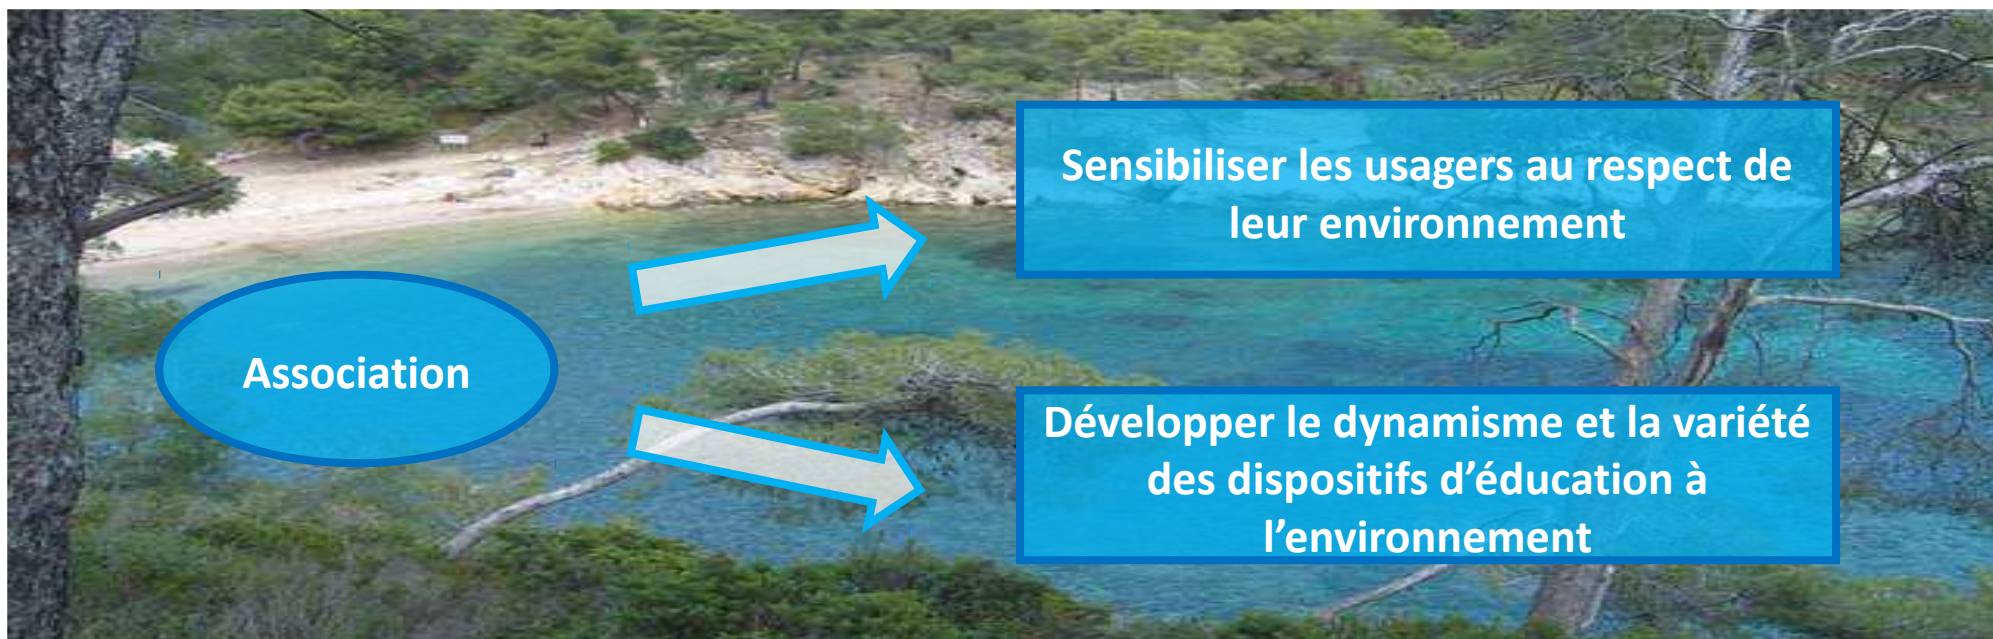 Sensibiliser les usagers au respect de
leur environnement
Association
Développer le dynamisme et la variété
des dispositifs d’éducation à
l’environnement